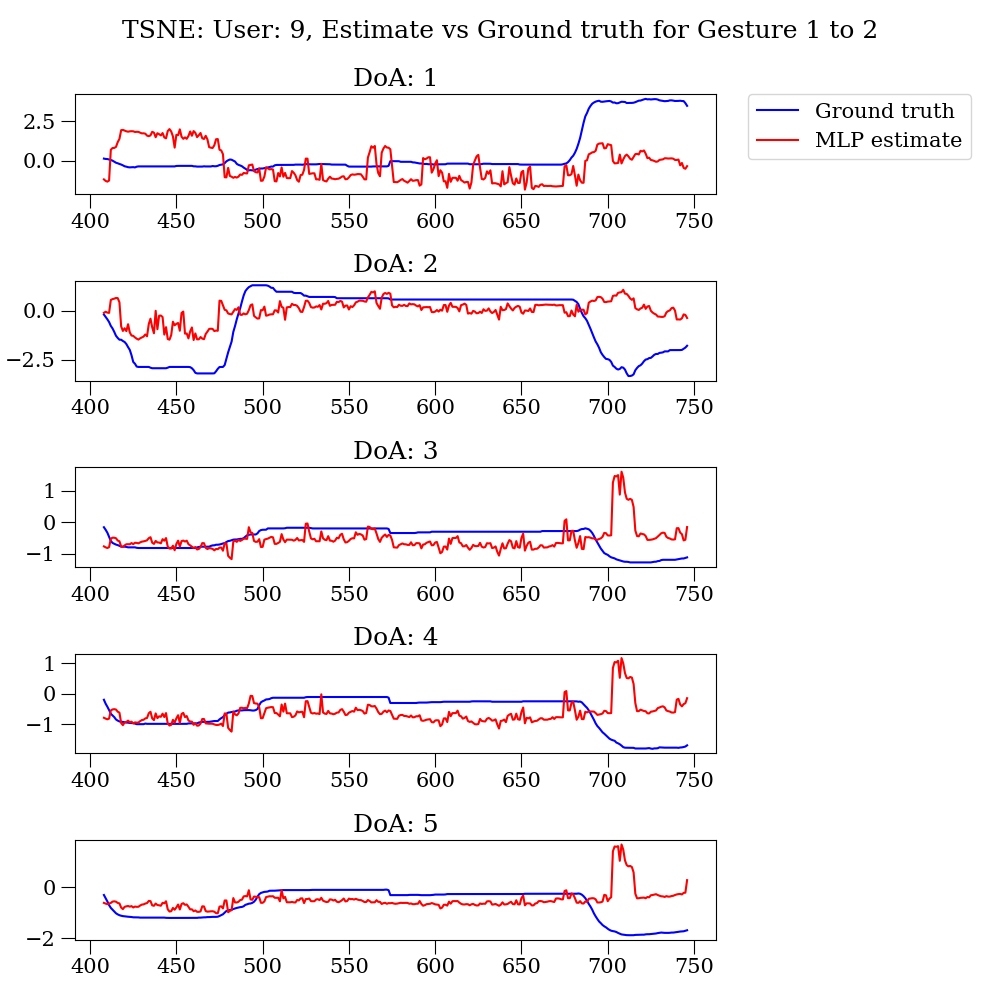 TSNE: User: 9, Estimate vs Ground truth for Gesture 1 to 2
DoA: 1
Ground truth
MLP estimate
2.5
0.0
400 450 500 550 600 650 700 750
DoA: 2
0.0
−2.5
400 450 500 550 600 650 700 750
DoA: 3
1
0
−1
400 450 500 550 600 650 700 750
DoA: 4
1
0
−1
400 450 500 550 600 650 700 750
DoA: 5
0
−2
400 450 500 550 600 650 700 750